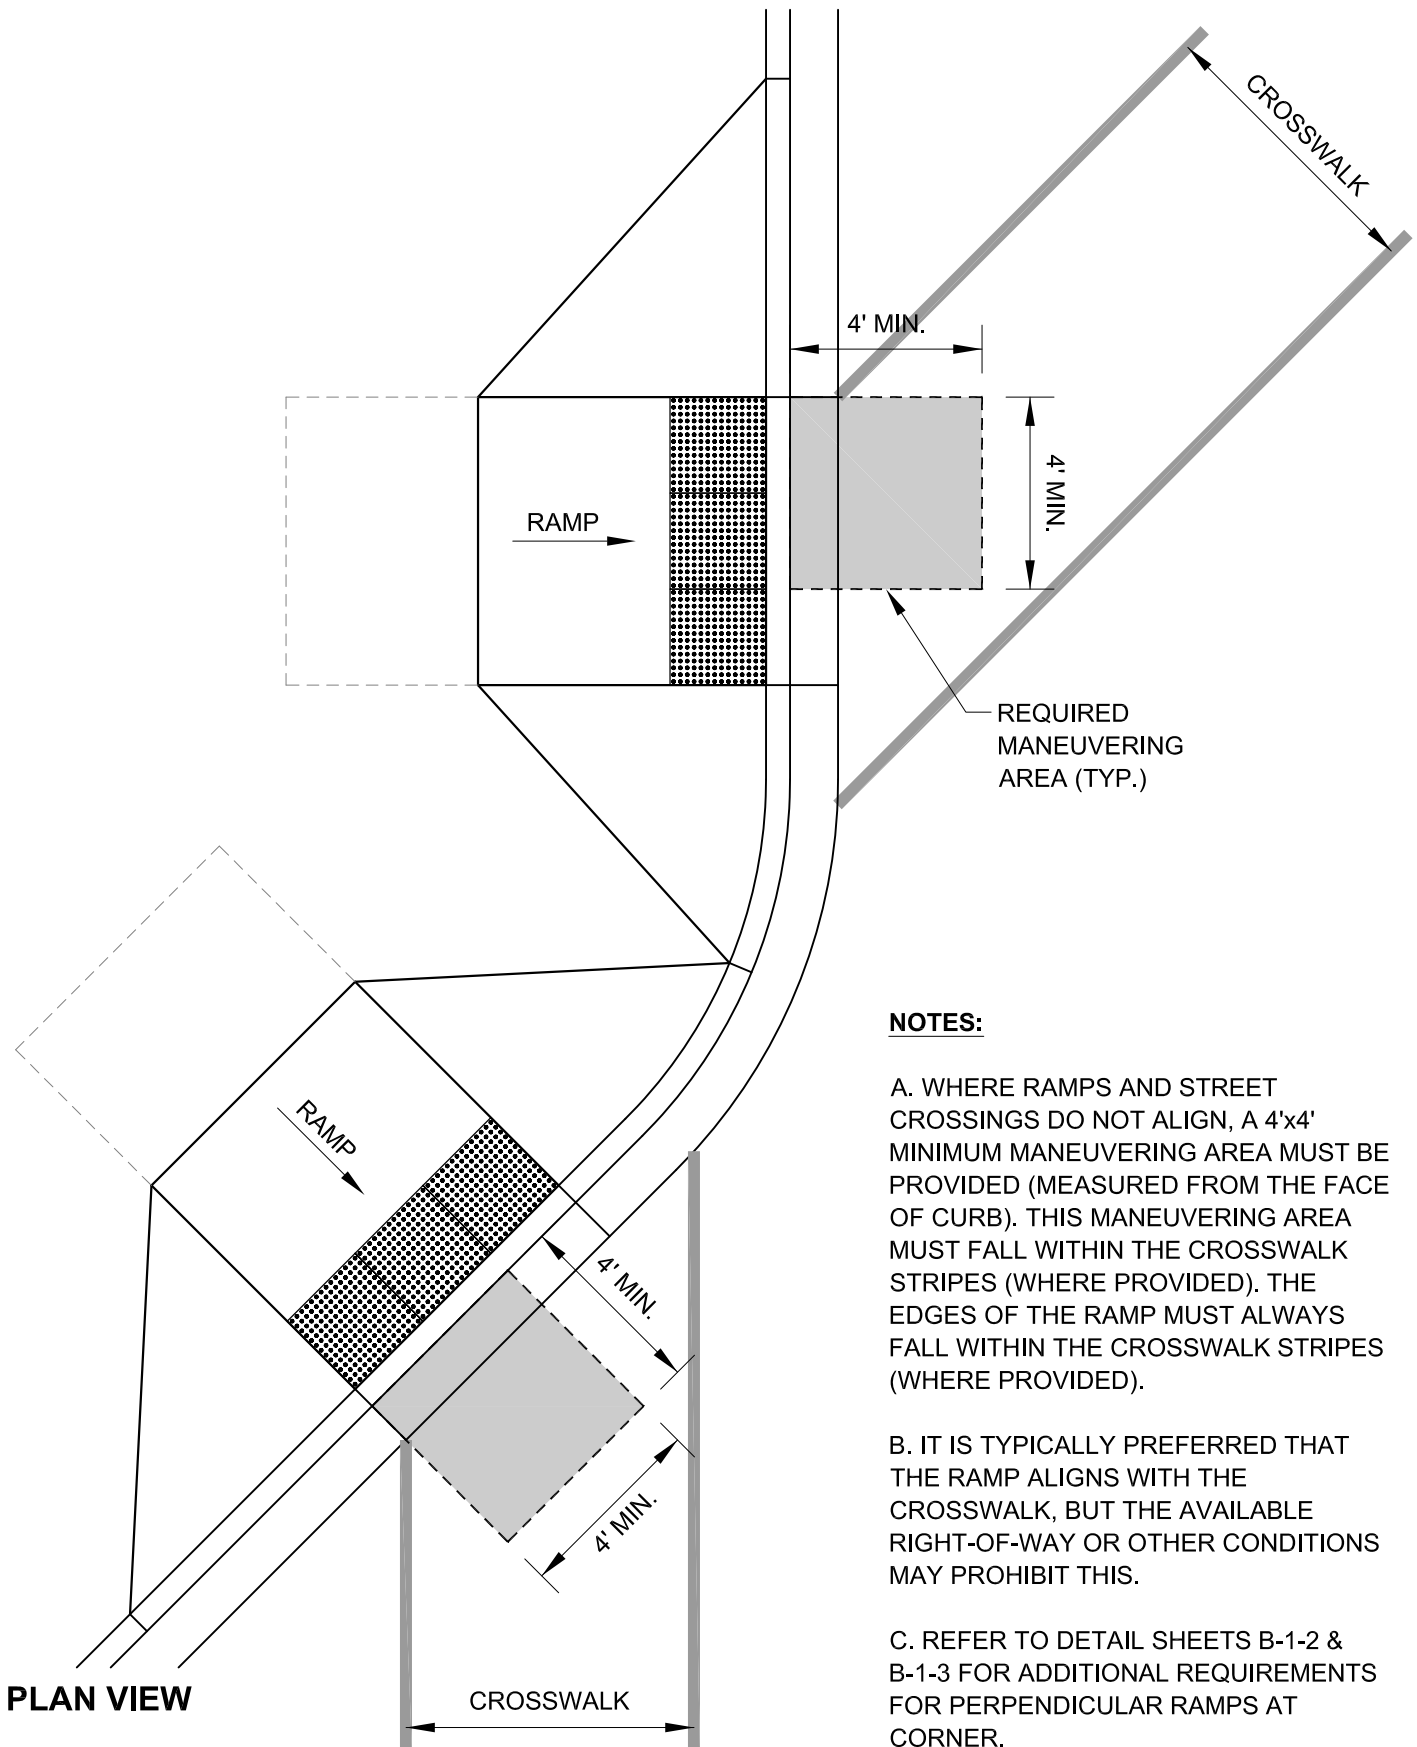 CROSSWALK
4' MIN.
4' MIN.
RAMP
REQUIRED
MANEUVERING
AREA (TYP.)
RAMP
4' MIN.
4' MIN.
CROSSWALK
PLAN VIEW
NOTES:
A. WHERE RAMPS AND STREET
CROSSINGS DO NOT ALIGN, A 4'x4'
MINIMUM MANEUVERING AREA MUST BE
PROVIDED (MEASURED FROM THE FACE
OF CURB). THIS MANEUVERING AREA
MUST FALL WITHIN THE CROSSWALK
STRIPES (WHERE PROVIDED). THE
EDGES OF THE RAMP MUST ALWAYS
FALL WITHIN THE CROSSWALK STRIPES
(WHERE PROVIDED).
B. IT IS TYPICALLY PREFERRED THAT
THE RAMP ALIGNS WITH THE
CROSSWALK, BUT THE AVAILABLE
RIGHT-OF-WAY OR OTHER CONDITIONS
MAY PROHIBIT THIS.
C. REFER TO DETAIL SHEETS B-1-2 &
B-1-3 FOR ADDITIONAL REQUIREMENTS
FOR PERPENDICULAR RAMPS AT
CORNER.